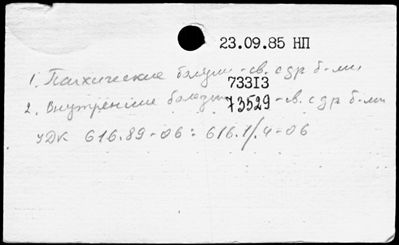 23.09.85 НП
1. Психические болезни - св. с др б-ми
73313
2. Внутренние болезни - св. с др б-ми
73529
УДК 616.89-06:616.1/.4-06